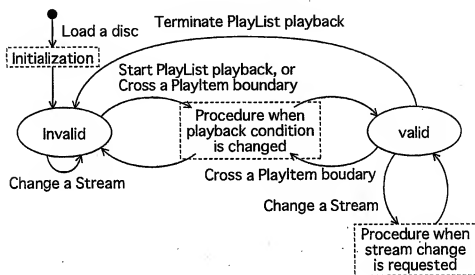 Terminate PlayList playback
Load a disc
Initialization
Start PlayList playback, or
Cross a PlayItem boundary
Procedure when
playback condition
is changed
Invalid
valid
Change a Stream
Cross a PlayItem boudary
Change a Stream
Procedure when
stream change
is requested